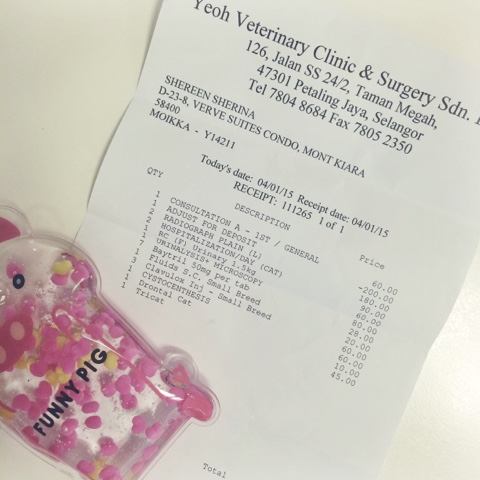 Yeoh Veterinary Clinic & Surgery Sdn.
126, Jalan SS 24/2, Taman Megah,
47301 Petaling Jaya, Selangor
Tel 7804 8684 Fax 7805 2350
SHEREEN SHERINA
D-23-8, VERVE SUITES CONDO, MONT KIARA
58400
MOIKKA - Y14211
Today's date: 04/01/15 Receipt date: 04/01/15
RECEIPT: 111265 1 of 1
QTY DESCRIPTION Price
1 CONSULTATION A - 1ST / GENERAL 60.00
1 ADJUST FOR DEPOSIT -200.00
2 RADIOGRAPH PLAIN (L) 180.00
2 HOSPITALIZATION/DAY (CAT) 90.00
1 RC (F) Urinary 1.5kg 60.00
1 URINALYSIS+ MICROSCOPY 80.00
7 Baytril 50mg per tab 28.00
1 Fluids S.C. Small Breed 20.00
1 Clavulox Inj - Small Breed 60.00
1 CYSTOCENTHESIS 60.00
1 Drontal Cat 10.00
1 Tricat 45.00
Total
FUNNY PIG